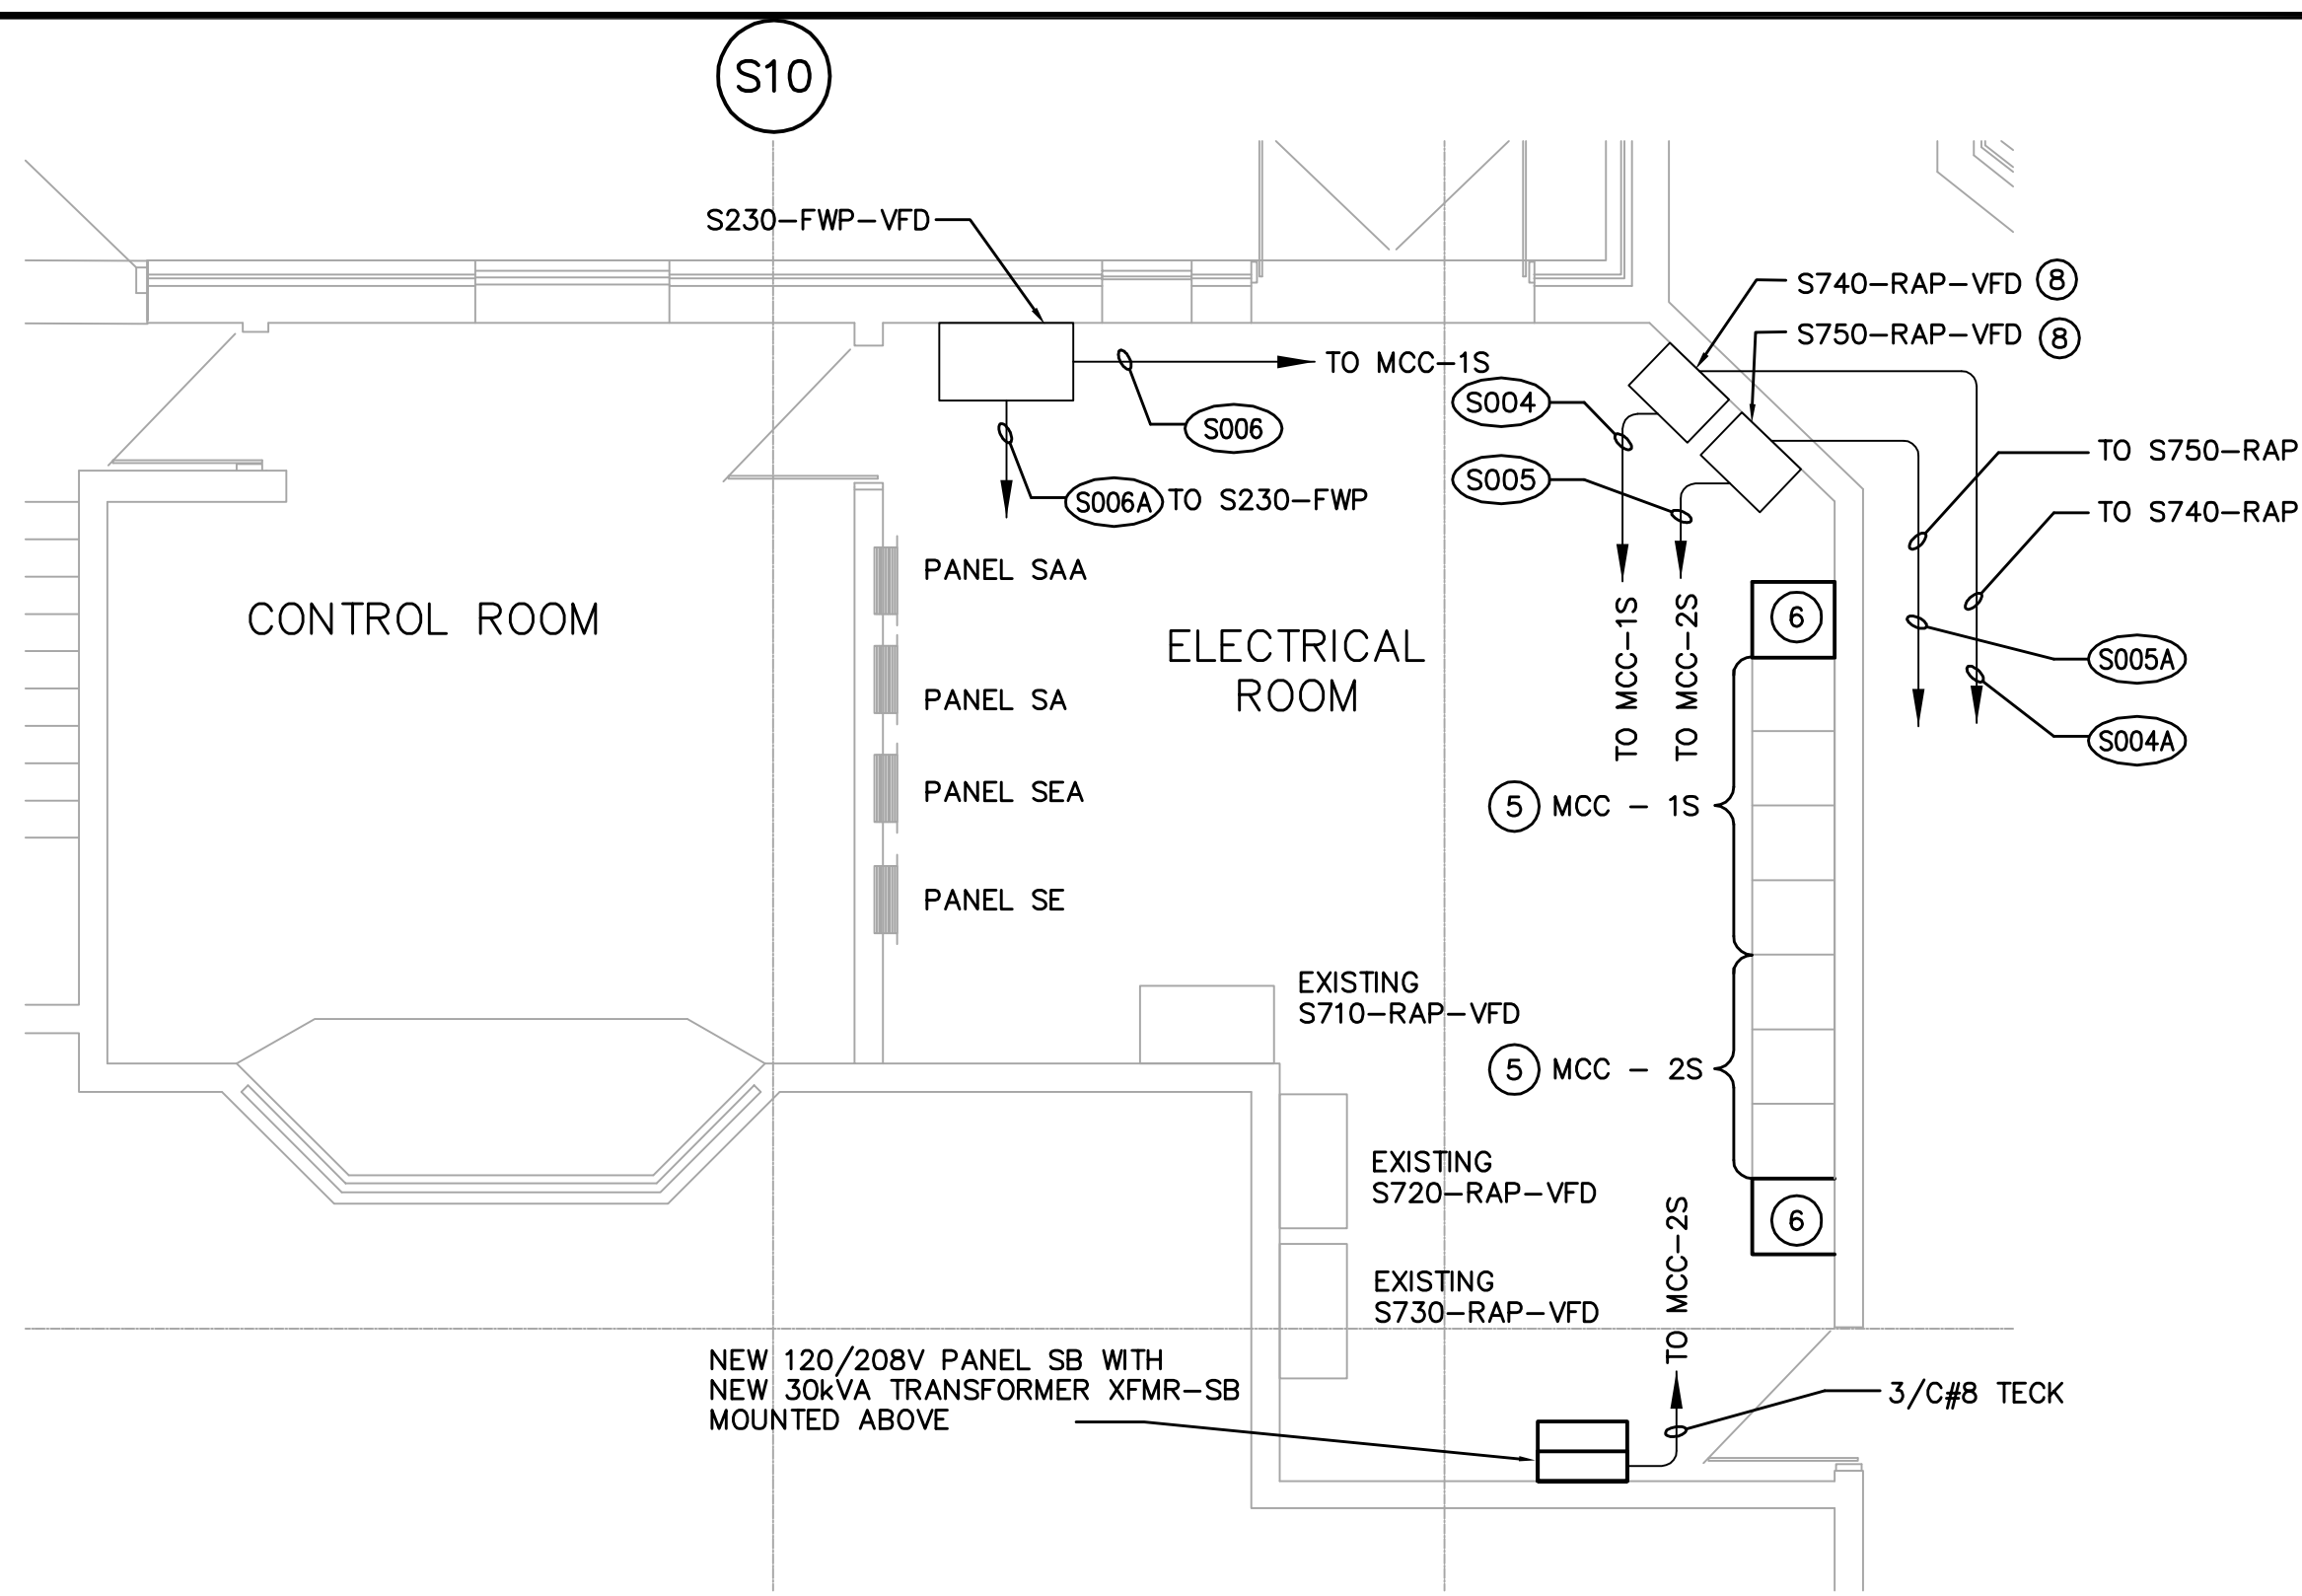 S10
S230-FWP-VFD
S740-RAP-VFD 8
S750-RAP-VFD 8
TO MCC-1S
S004
S006
TO S750-RAP
S005
S006A TO S230-FWP
TO S740-RAP
PANEL SAA
CONTROL ROOM
ELECTRICAL
ROOM
TO MCC-1S
TO MCC-2S
6
S005A
PANEL SA
S004A
PANEL SEA
5 MCC - 1S
PANEL SE
EXISTING
S710-RAP-VFD
5 MCC - 2S
EXISTING
S720-RAP-VFD
6
TO MCC-2S
EXISTING
S730-RAP-VFD
NEW 120/208V PANEL SB WITH
NEW 30kVA TRANSFORMER XFMR-SB
MOUNTED ABOVE
3/C#8 TECK